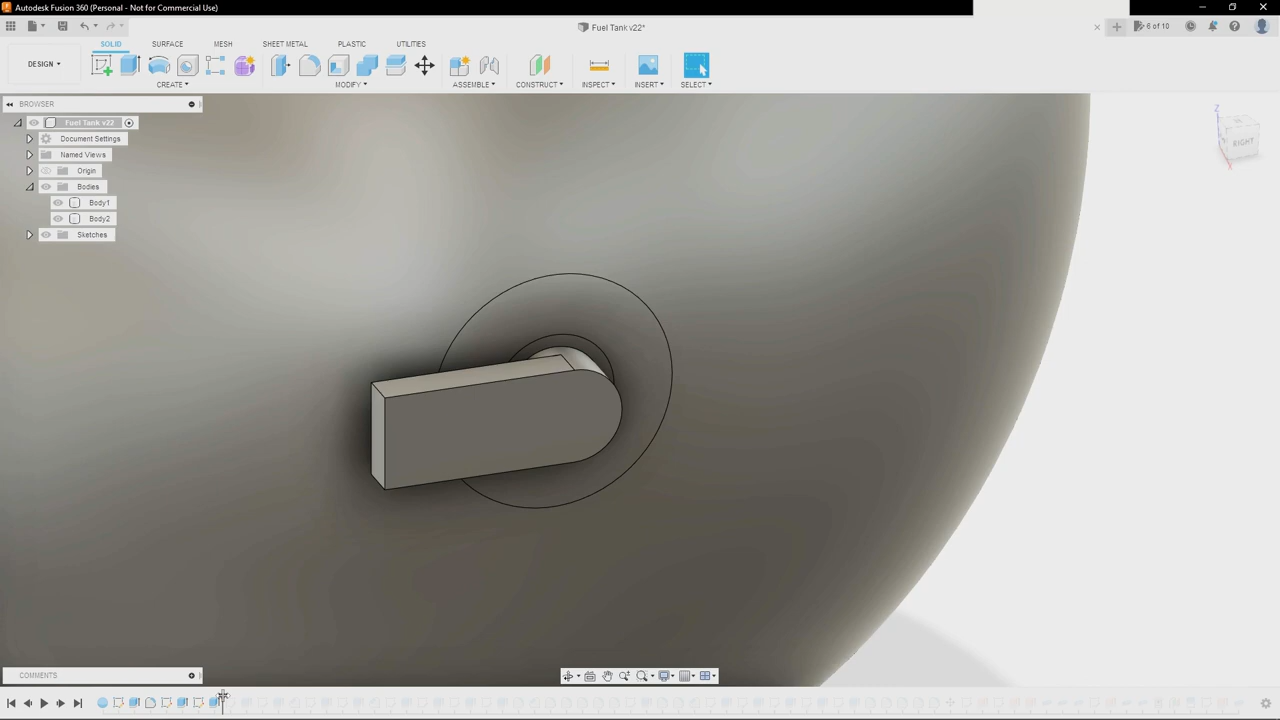 Autodesk Fusion 360 (Personal - Not for Commercial Use)
Fuel Tank v22*
6 of 10
SOLID SURFACE MESH SHEET METAL PLASTIC UTILITIES
DESIGN
CREATE MODIFY ASSEMBLE CONSTRUCT INSPECT INSERT SELECT
BROWSER
Fuel Tank v22
Document Settings
Named Views
Origin
Bodies
Body1
Body2
Sketches
Z
RIGHT
COMMENTS